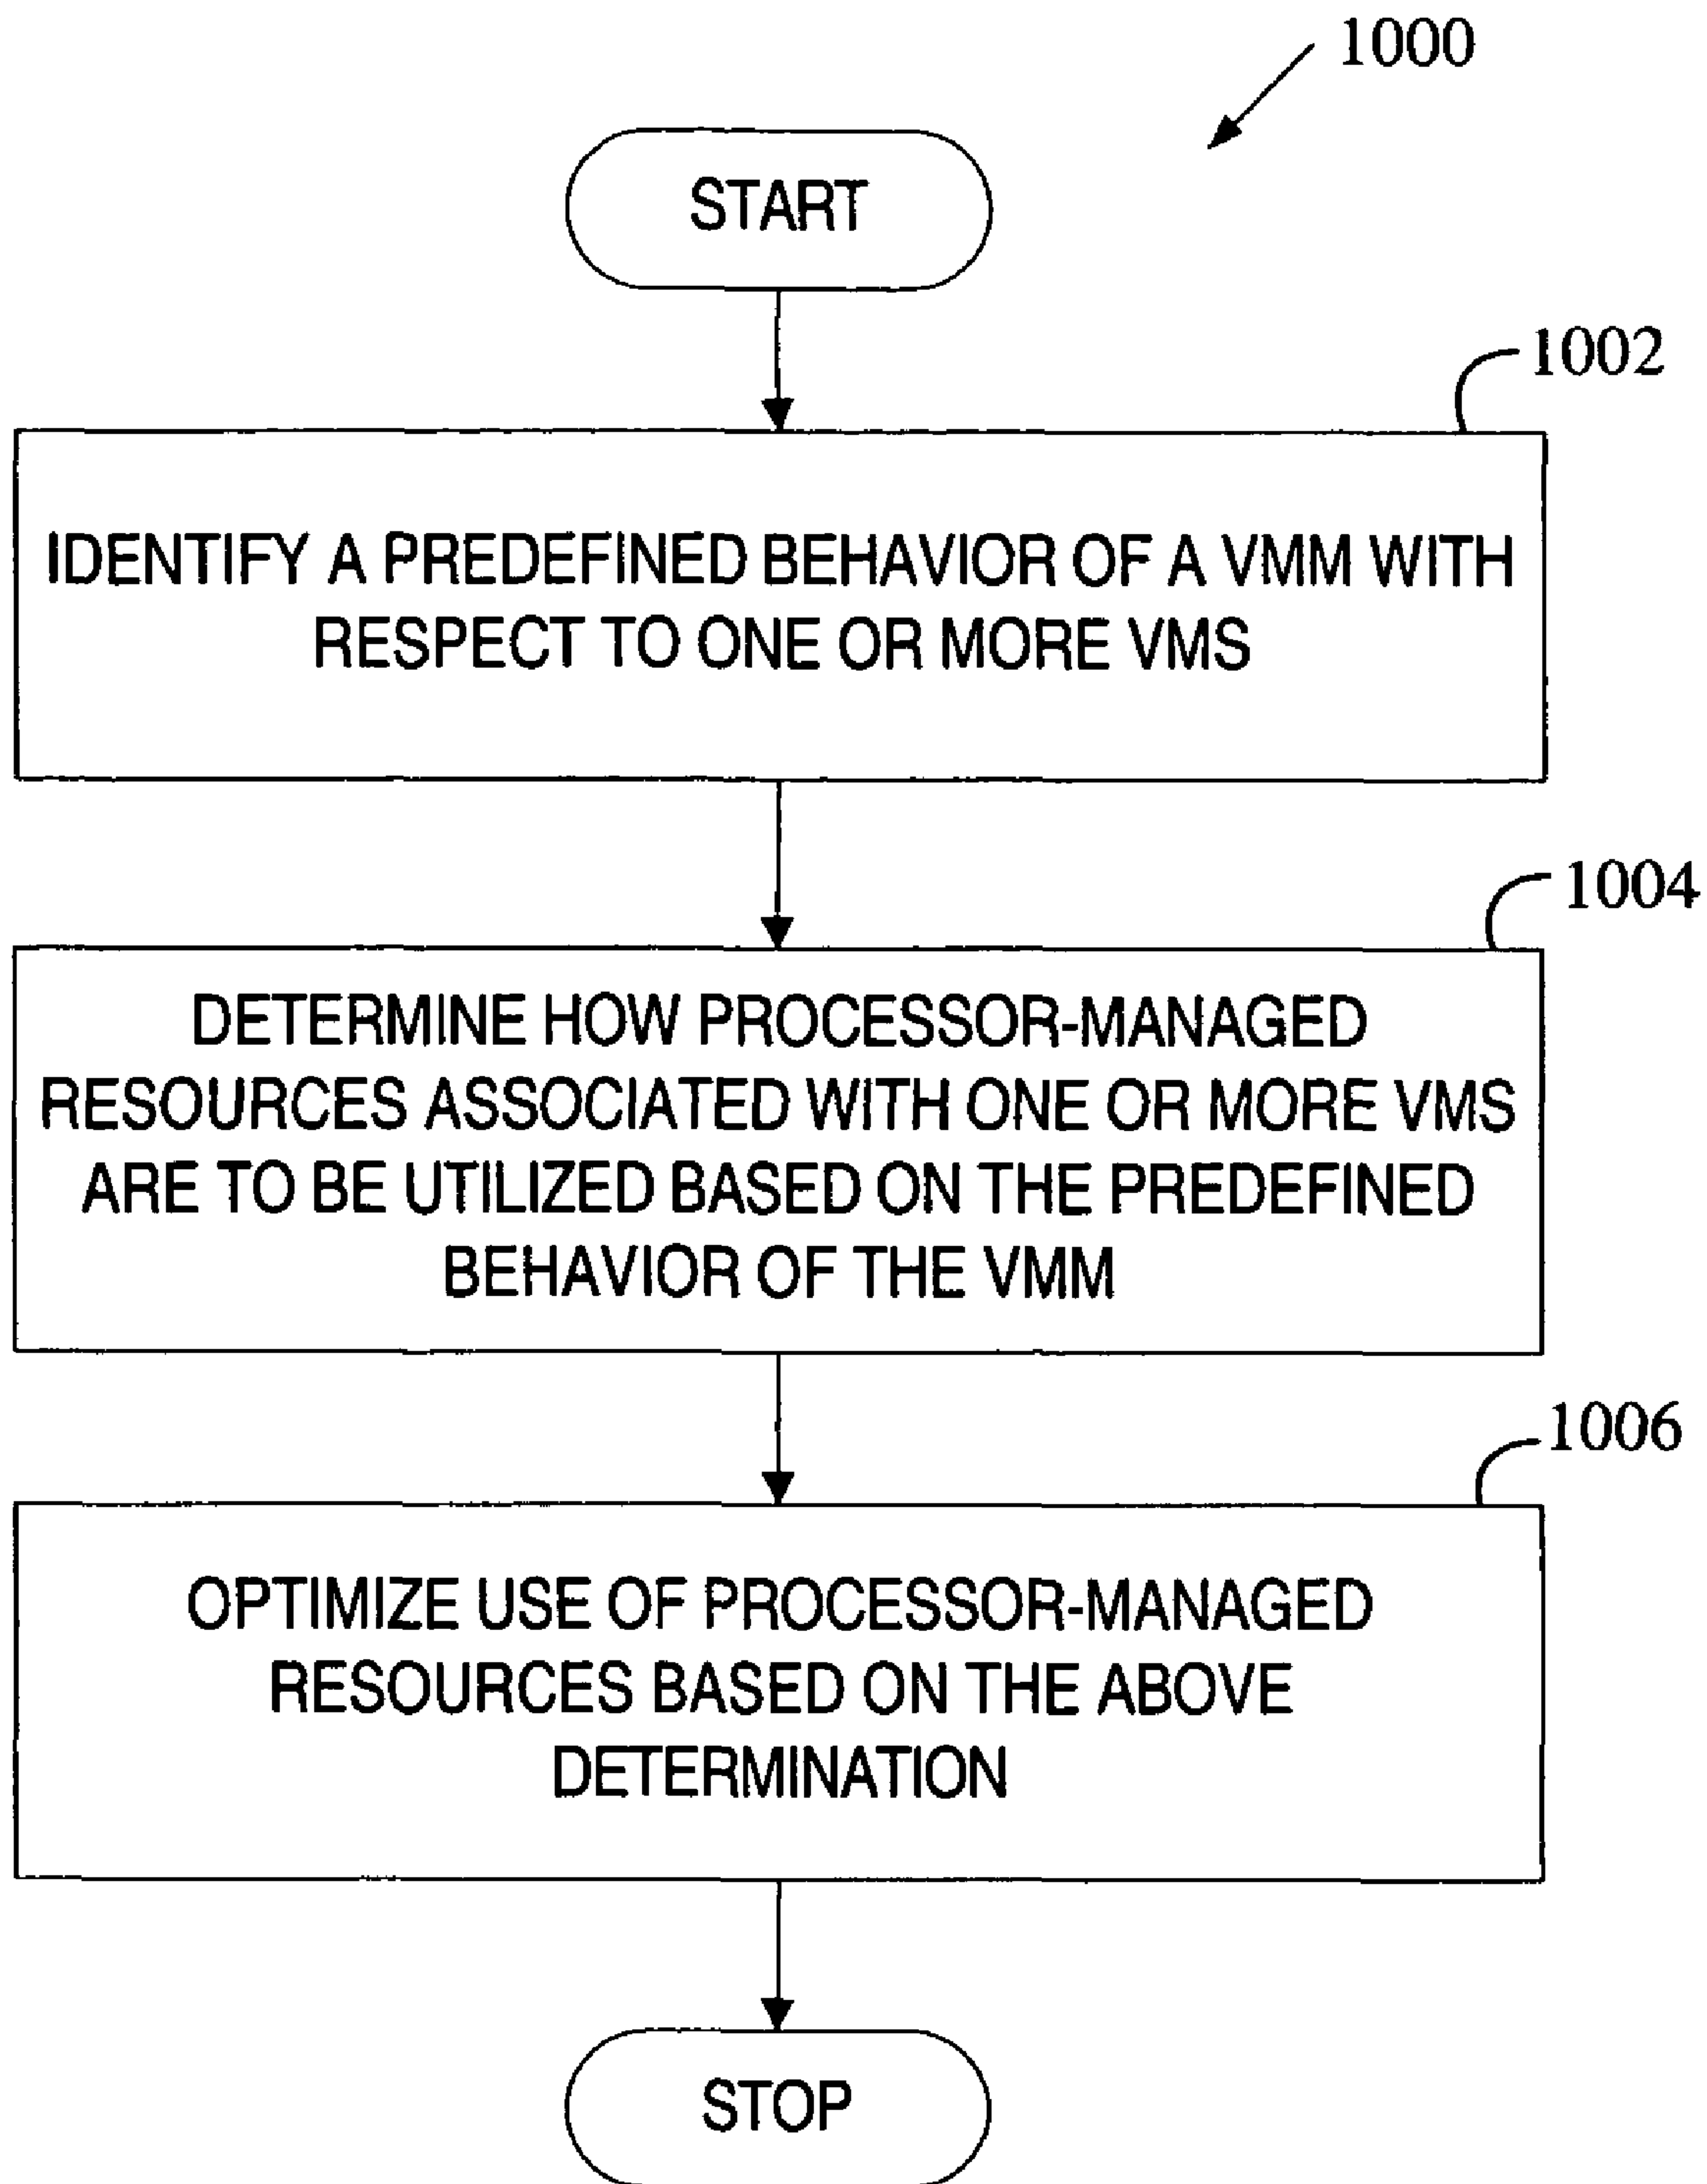 1000
START
1002
IDENTIFY A PREDEFINED BEHAVIOR OF A VMM WITH
RESPECT TO ONE OR MORE VMS
1004
DETERMINE HOW PROCESSOR-MANAGED
RESOURCES ASSOCIATED WITH ONE OR MORE VMS
ARE TO BE UTILIZED BASED ON THE PREDEFINED
BEHAVIOR OF THE VMM
1006
OPTIMIZE USE OF PROCESSOR-MANAGED
RESOURCES BASED ON THE ABOVE
DETERMINATION
STOP